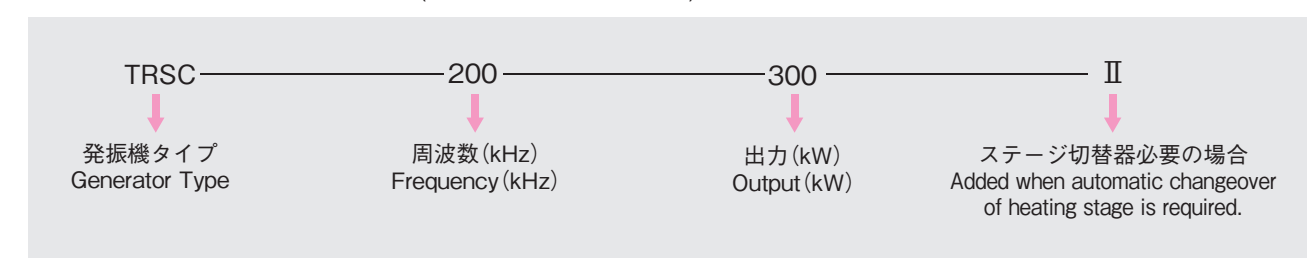 TRSC 200 300 Ⅱ
発振機タイプ
Generator Type
周波数(kHz)
Frequency(kHz)
出力(kW)
Output(kW)
ステージ切替器必要の場合
Added when automatic changeover
of heating stage is required.